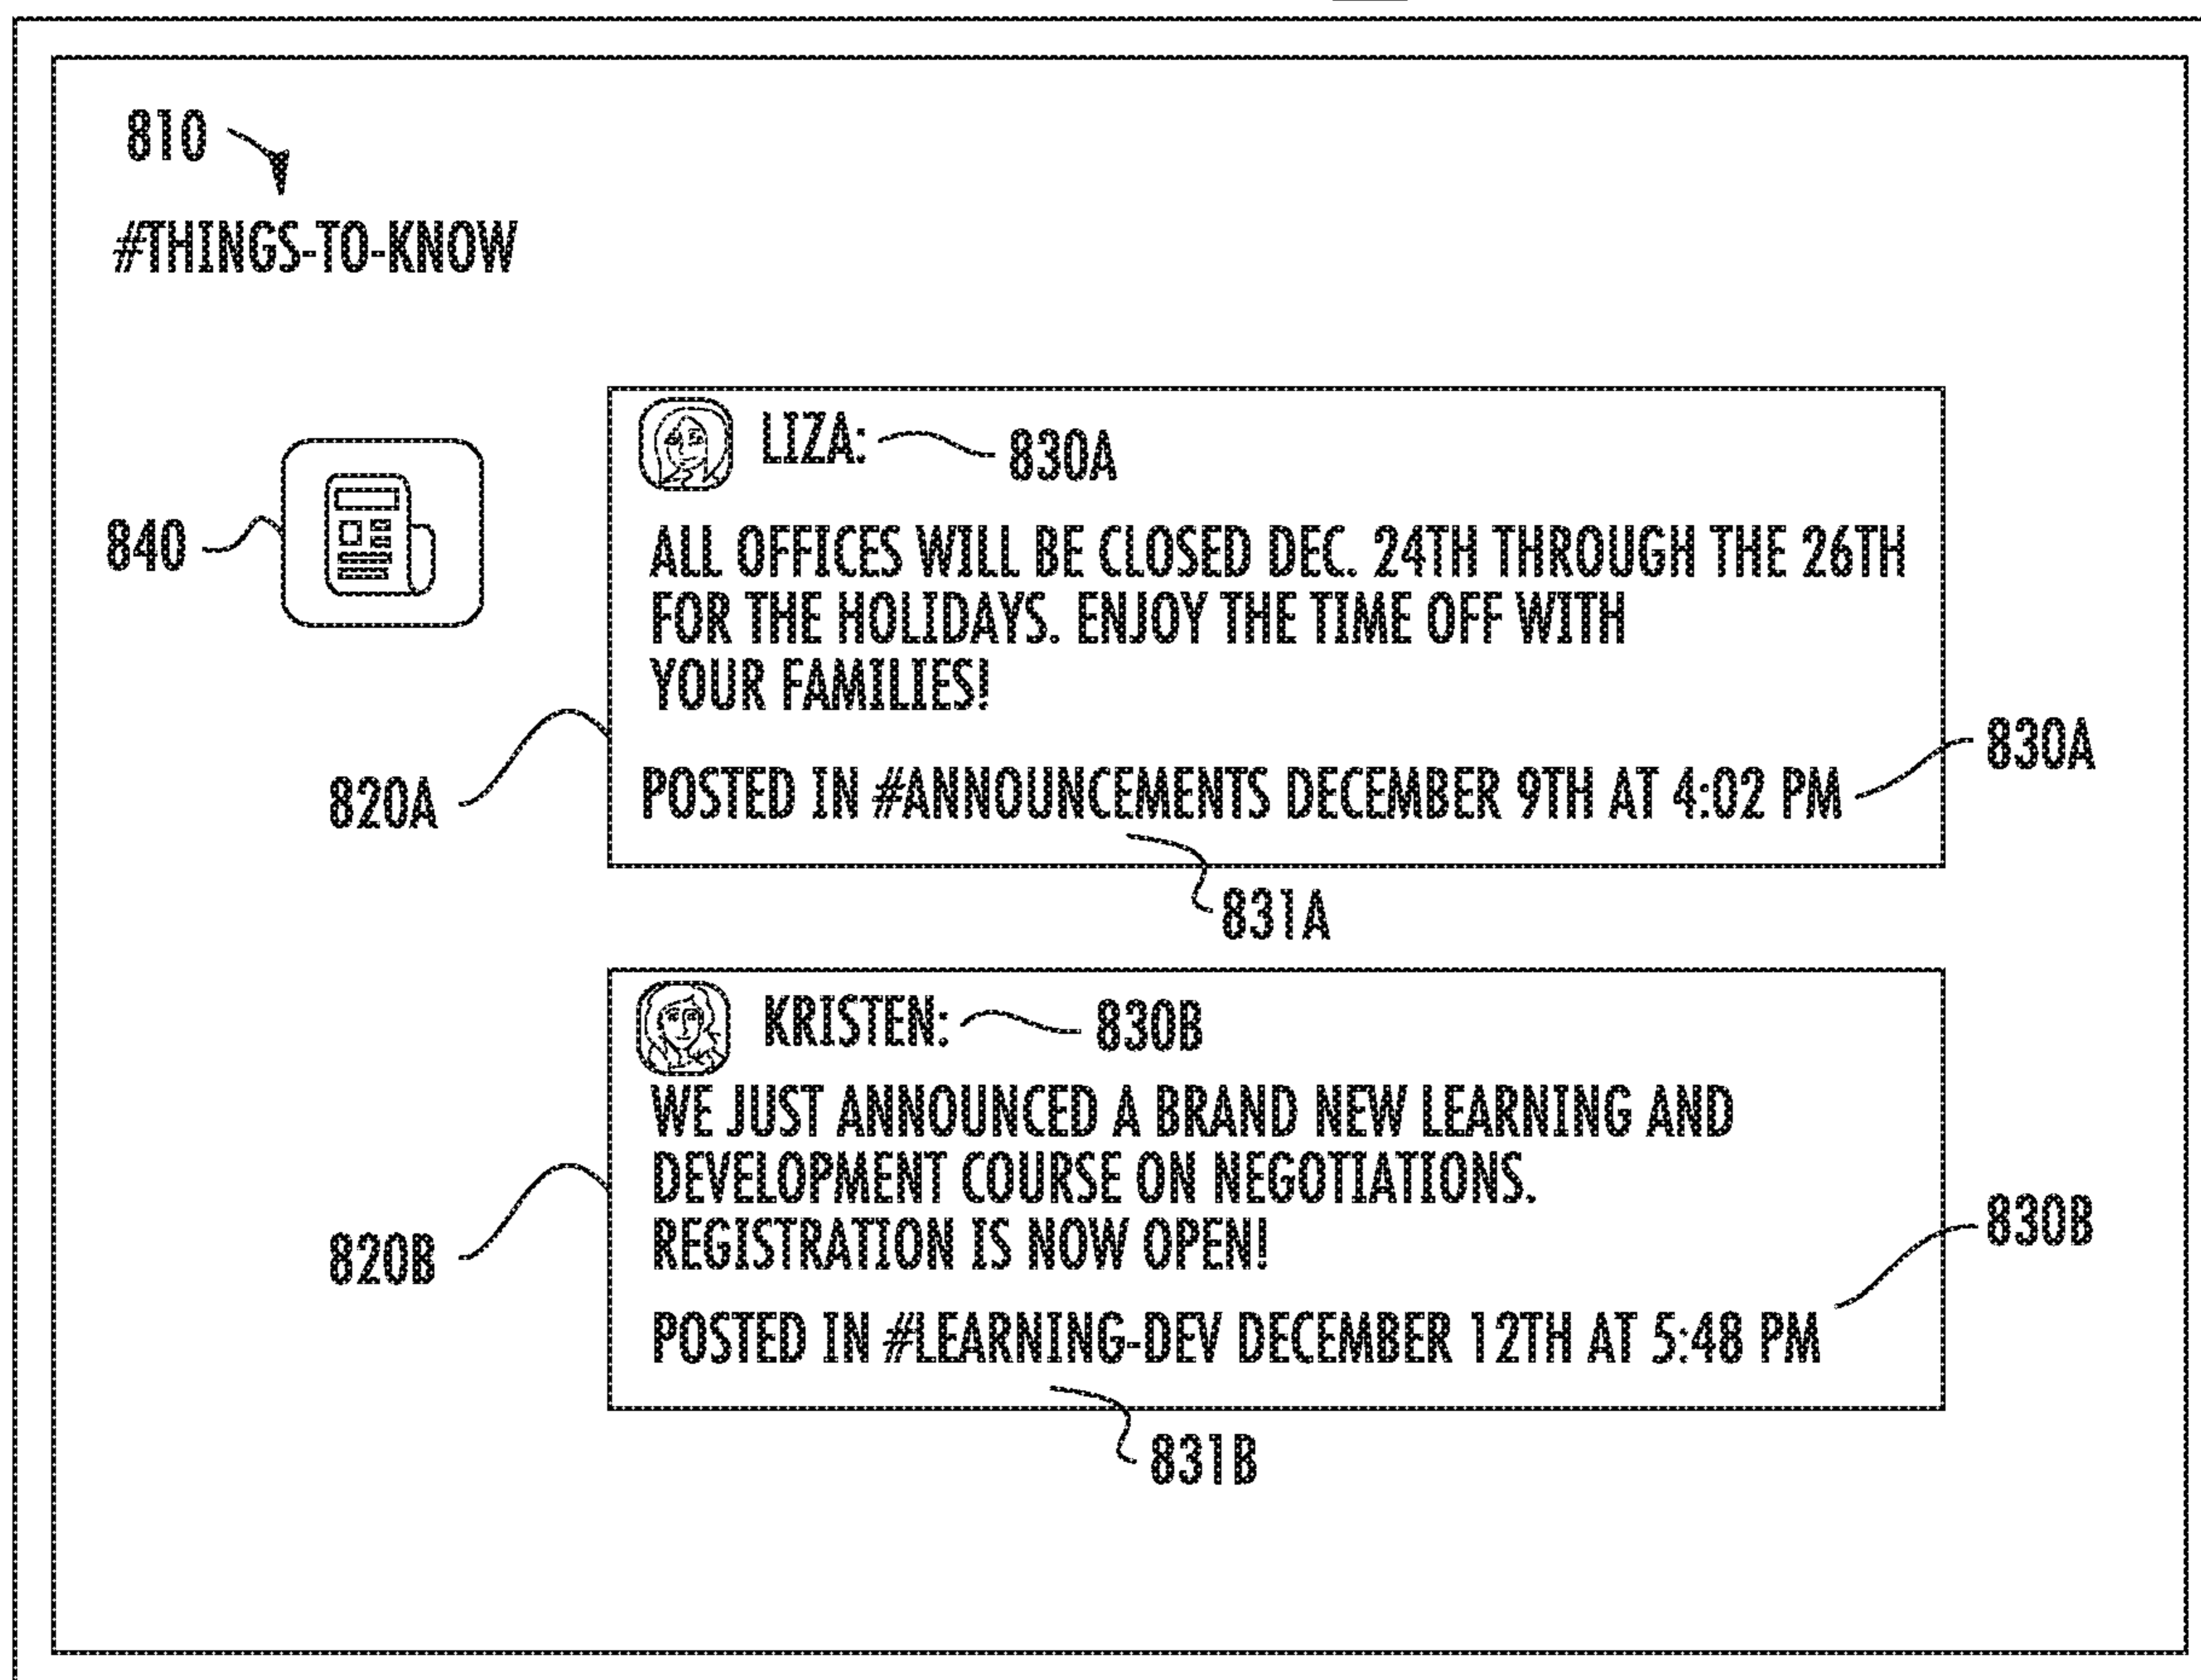 810
#THINGS-TO-KNOW
840
LIZA: 830A
ALL OFFICES WILL BE CLOSED DEC. 24TH THROUGH THE 26TH
FOR THE HOLIDAYS. ENJOY THE TIME OFF WITH
YOUR FAMILIES!
830A
820A
POSTED IN #ANNOUNCEMENTS DECEMBER 9TH AT 4:02 PM
831A
KRISTEN: 830B
WE JUST ANNOUNCED A BRAND NEW LEARNING AND
DEVELOPMENT COURSE ON NEGOTIATIONS.
REGISTRATION IS NOW OPEN!
830B
820B
POSTED IN #LEARNING-DEV DECEMBER 12TH AT 5:48 PM
831B